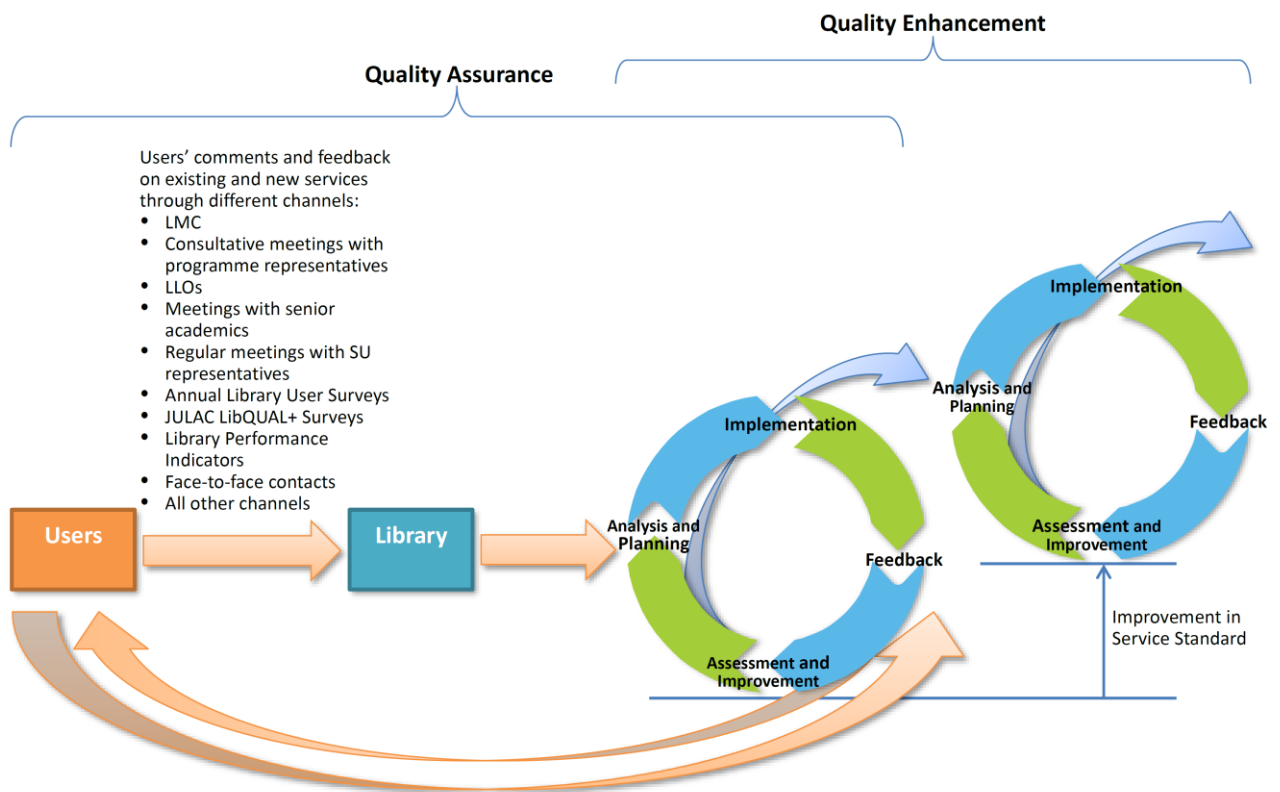 Quality Enhancement
Quality Assurance
Users’ comments and feedback
on existing and new services
through different channels:
• LMC
• Consultative meetings with
programme representatives
• LLOs
• Meetings with senior
academics
• Regular meetings with SU
representatives
• Annual Library User Surveys
• JULAC LibQUAL+ Surveys
• Library Performance
Indicators
• Face-to-face contacts
• All other channels
Users
Library
Implementation
Analysis and
Planning
Feedback
Assessment and
Improvement
Implementation
Analysis and
Planning
Feedback
Assessment and
Improvement
Improvement in
Service Standard